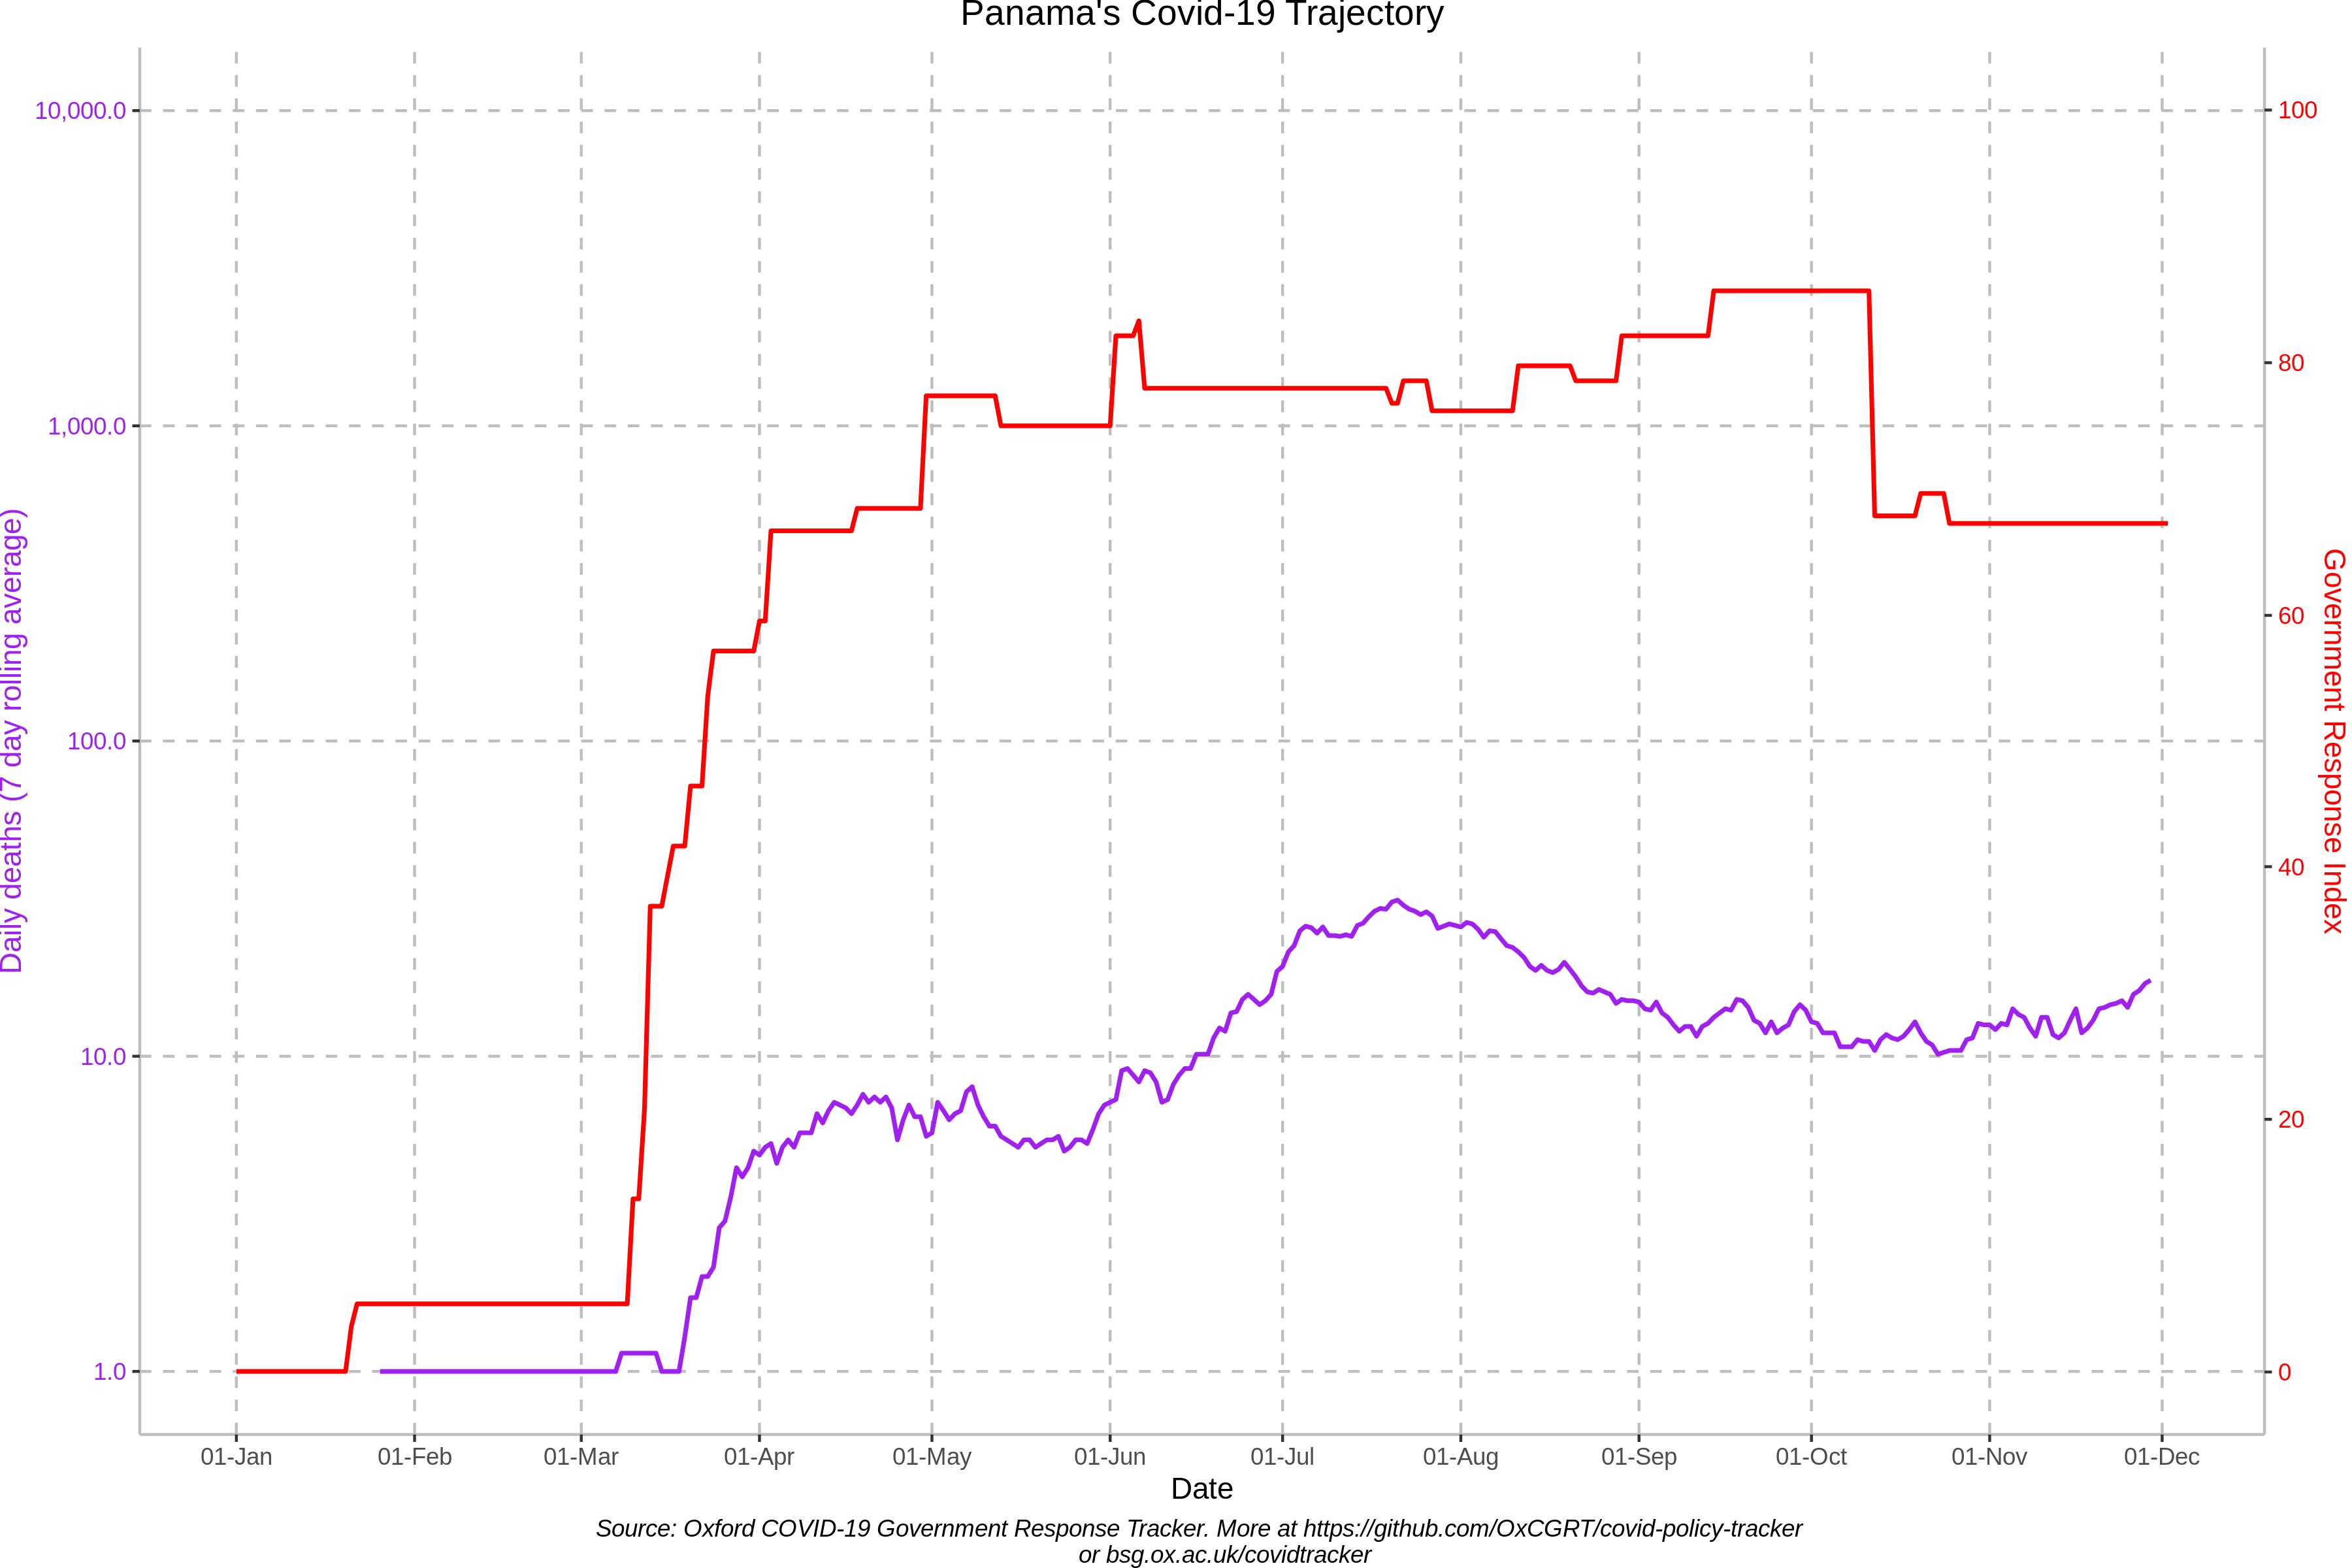 Panama's Covid-19 Trajectory
10,000.0
1,000.0
100.0
10.0
1.0
Daily deaths (7 day rolling average)
100
80
60
40
20
0
Government Response Index
01-Jan
01-Feb
01-Mar
01-Apr
01-May
01-Jun
01-Jul
01-Aug
01-Sep
01-Oct
01-Nov
01-Dec
Date
Source: Oxford COVID-19 Government Response Tracker. More at https://github.com/OxCGRT/covid-policy-tracker
or bsg.ox.ac.uk/covidtracker